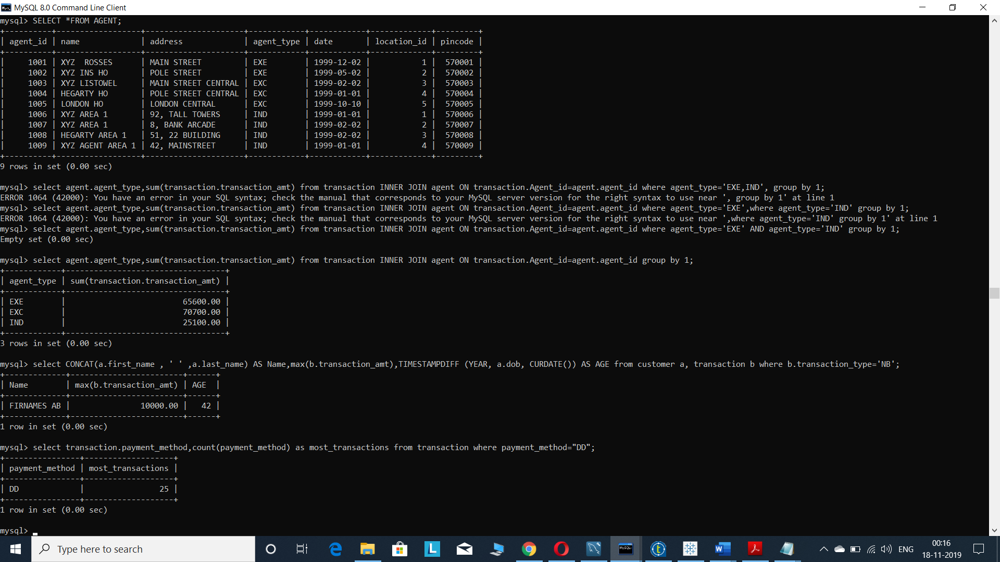 MySQL 8.0 Command Line Client
mysql> SELECT *FROM AGENT;
+----------+------------------+---------------------+------------+------------+-------------+---------+
| agent_id | name             | address             | agent_type | date       | location_id | pincode |
+----------+------------------+---------------------+------------+------------+-------------+---------+
|     1001 | XYZ  ROSSES      | MAIN STREET         | EXE        | 1999-12-02 |           1 |  570001 |
|     1002 | XYZ INS HO       | POLE STREET         | EXE        | 1999-05-02 |           2 |  570002 |
|     1003 | XYZ LISTOWEL     | MAIN STREET CENTRAL | EXC        | 1999-02-02 |           3 |  570003 |
|     1004 | HEGARTY HO       | POLE STREET CENTRAL | EXC        | 1999-01-01 |           4 |  570004 |
|     1005 | LONDON HO        | LONDON CENTRAL      | EXC        | 1999-10-10 |           5 |  570005 |
|     1006 | XYZ AREA 1       | 92, TALL TOWERS     | IND        | 1999-01-01 |           1 |  570006 |
|     1007 | XYZ AREA 1       | 8, BANK ARCADE      | IND        | 1999-02-02 |           2 |  570007 |
|     1008 | HEGARTY AREA 1   | 51, 22 BUILDING     | IND        | 1999-02-02 |           3 |  570008 |
|     1009 | XYZ AGENT AREA 1 | 42, MAINSTREET      | IND        | 1999-01-01 |           4 |  570009 |
+----------+------------------+---------------------+------------+------------+-------------+---------+
9 rows in set (0.00 sec)
mysql> select agent.agent_type,sum(transaction.transaction_amt) from transaction INNER JOIN agent ON transaction.Agent_id=agent.agent_id where agent_type='EXE,IND', group by 1;
ERROR 1064 (42000): You have an error in your SQL syntax; check the manual that corresponds to your MySQL server version for the right syntax to use near ', group by 1' at line 1
mysql> select agent.agent_type,sum(transaction.transaction_amt) from transaction INNER JOIN agent ON transaction.Agent_id=agent.agent_id where agent_type='EXE',where agent_type='IND' group by 1;
ERROR 1064 (42000): You have an error in your SQL syntax; check the manual that corresponds to your MySQL server version for the right syntax to use near ',where agent_type='IND' group by 1' at line 1
mysql> select agent.agent_type,sum(transaction.transaction_amt) from transaction INNER JOIN agent ON transaction.Agent_id=agent.agent_id where agent_type='EXE' AND agent_type='IND' group by 1;
Empty set (0.00 sec)
mysql> select agent.agent_type,sum(transaction.transaction_amt) from transaction INNER JOIN agent ON transaction.Agent_id=agent.agent_id group by 1;
+------------+----------------------------------+
| agent_type | sum(transaction.transaction_amt) |
+------------+----------------------------------+
| EXE        |                         65600.00 |
| EXC        |                         70700.00 |
| IND        |                         25100.00 |
+------------+----------------------------------+
3 rows in set (0.00 sec)
mysql> select CONCAT(a.first_name , ' ' ,a.last_name) AS Name,max(b.transaction_amt),TIMESTAMPDIFF (YEAR, a.dob, CURDATE()) AS AGE from customer a, transaction b where b.transaction_type='NB';
+-------------+------------------------+------+
| Name        | max(b.transaction_amt) | AGE  |
+-------------+------------------------+------+
| FIRNAMES AB |               10000.00 |   42 |
+-------------+------------------------+------+
1 row in set (0.00 sec)
mysql> select transaction.payment_method,count(payment_method) as most_transactions from transaction where payment_method="DD";
+----------------+-------------------+
| payment_method | most_transactions |
+----------------+-------------------+
| DD             |                25 |
+----------------+-------------------+
1 row in set (0.00 sec)
mysql> _
Type here to search
ENG
00:16
18-11-2019